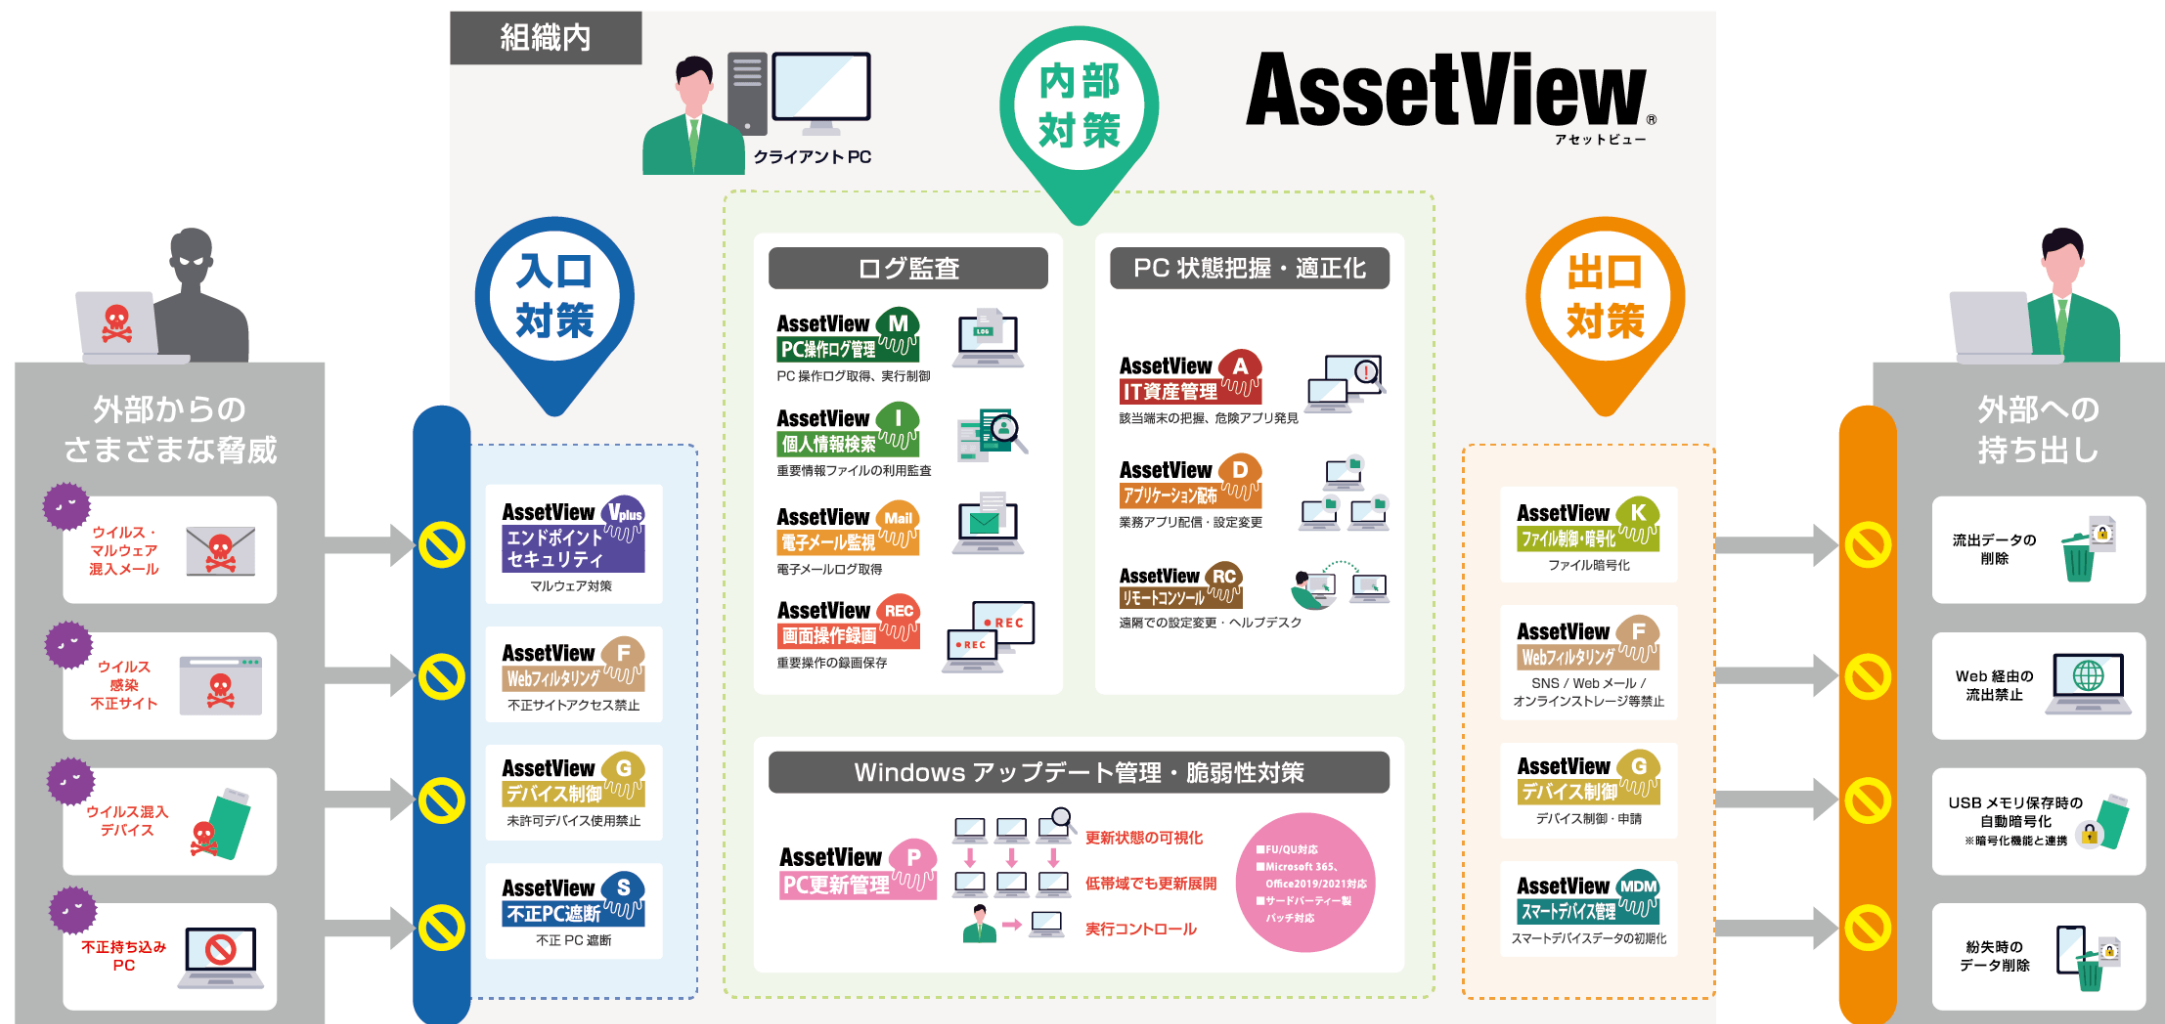 組織内
クライアントPC
内部
対策
AssetView®
アセットビュー
外部からの
さまざまな脅威
ウイルス・
マルウェア
混入メール
ウイルス
感染
不正サイト
ウイルス混入
デバイス
不正持ち込み
PC
入口
対策
AssetView Vplus
エンドポイント
セキュリティ
マルウェア対策
AssetView F
Webフィルタリング
不正サイトアクセス禁止
AssetView G
デバイス制御
未許可デバイス使用禁止
AssetView S
不正PC遮断
不正 PC 遮断
ログ監査
AssetView M
PC操作ログ管理
PC 操作ログ取得、実行制御
LOG
AssetView I
個人情報検索
重要情報ファイルの利用監査
AssetView Mail
電子メール監視
電子メールログ取得
AssetView REC
画面操作録画
重要操作の録画保存
●REC
●REC
PC 状態把握・適正化
AssetView A
IT資産管理
該当端末の把握、危険アプリ発見
AssetView D
アプリケーション配布
業務アプリ配信・設定変更
AssetView RC
リモートコンソール
遠隔での設定変更・ヘルプデスク
Windows アップデート管理・脆弱性対策
AssetView P
PC更新管理
更新状態の可視化
低帯域でも更新展開
実行コントロール
■FU/QU対応
■Microsoft 365、
Office2019/2021対応
■サードパーティー製
パッチ対応
出口
対策
AssetView K
ファイル制御・暗号化
ファイル暗号化
AssetView F
Webフィルタリング
SNS / Web メール /
オンラインストレージ等禁止
AssetView G
デバイス制御
デバイス制御・申請
AssetView MDM
スマートデバイス管理
スマートデバイスデータの初期化
外部への
持ち出し
流出データの
削除
Web 経由の
流出禁止
USB メモリ保存時の
自動暗号化
※暗号化機能と連携
紛失時の
データ削除